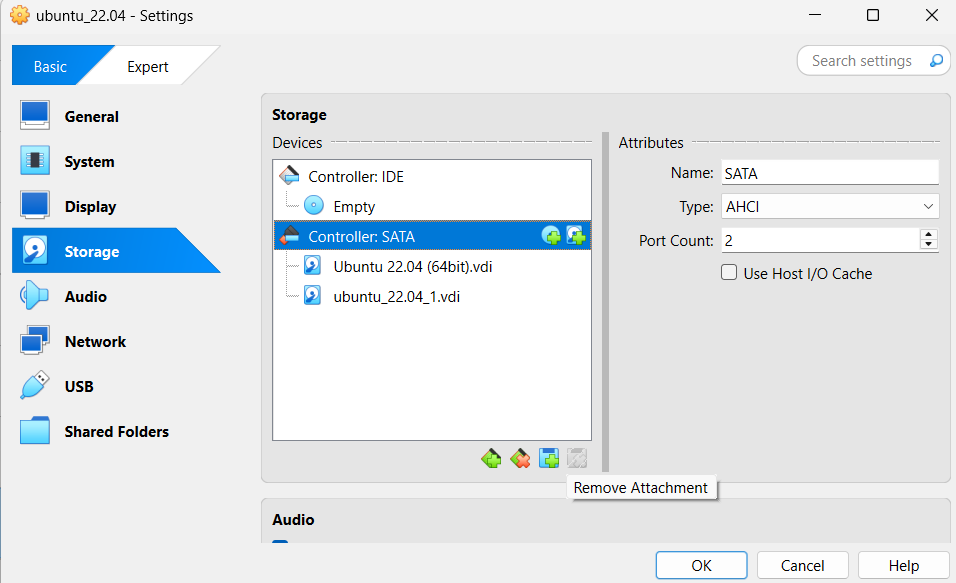 ubuntu_22.04 - Settings
Basic
Expert
Search settings
General
System
Display
Storage
Audio
Network
USB
Shared Folders
Storage
Devices
Controller: IDE
Empty
Controller: SATA
Ubuntu 22.04 (64bit).vdi
ubuntu_22.04_1.vdi
Attributes
Name: SATA
Type: AHCI
Port Count: 2
Use Host I/O Cache
Remove Attachment
Audio
OK
Cancel
Help